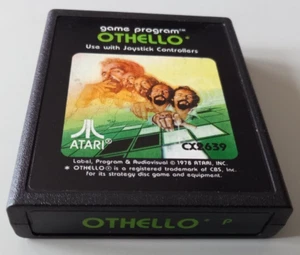 game program™
OTHELLO*
Use with Joystick Controllers
ATARI®
CX2639
Label, Program & Audiovisual © 1978 ATARI, INC.
* OTHELLO® is a registered trademark of CBS, Inc.
for its strategy disc game and equipment.
OTHELLO* P